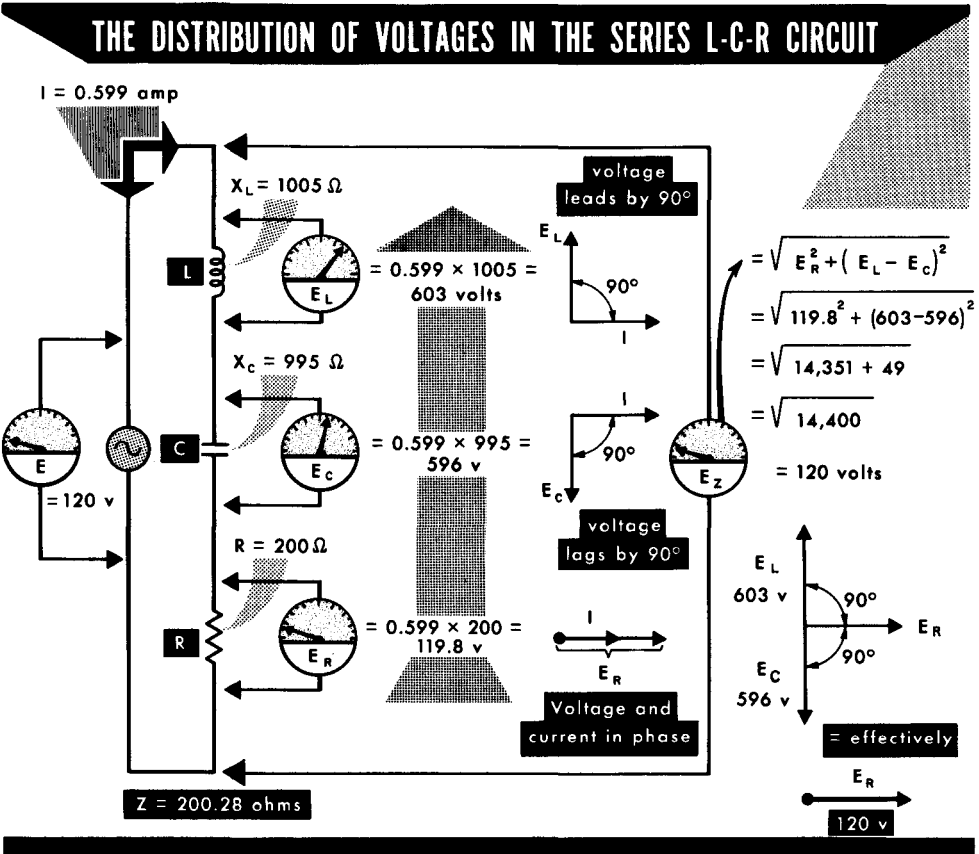 THE DISTRIBUTION OF VOLTAGES IN THE SERIES L-C-R CIRCUIT
I = 0.599 amp
X_L = 1005 Ω
L
E_L
= 0.599 × 1005 =
603 volts
voltage
leads by 90°
E_L
90°
I
= √E_R² + (E_L − E_C)²
= √119.8² + (603−596)²
= √14,351 + 49
= √14,400
= 120 volts
E
= 120 v
X_C = 995 Ω
C
E_C
= 0.599 × 995 =
596 v
I
90°
E_C
voltage
lags by 90°
E_Z
R = 200 Ω
R
E_R
= 0.599 × 200 =
119.8 v
I
E_R
Voltage and
current in phase
E_L
603 v
90°
E_R
90°
E_C
596 v
= effectively
E_R
120 v
Z = 200.28 ohms